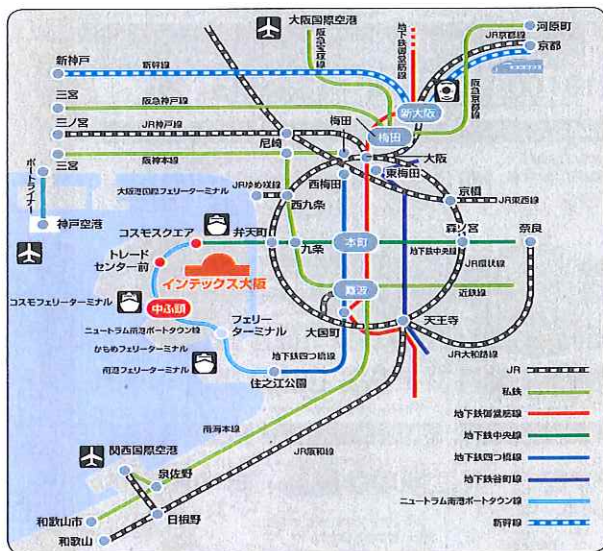 大阪国際空港
阪急宝塚線
地下鉄御堂筋線
JR京都線
河原町
京都
新神戸
新幹線
阪急京都線
三宮
阪急神戸線
新大阪
三ノ宮
JR神戸線
梅田
梅田
尼崎
大阪
三宮
阪神本線
東梅田
ポートライナー
西梅田
京橋
大阪港国際フェリーターミナル
JRゆめ咲線
JR東西線
西九条
神戸空港
コスモスクエア
弁天町
森ノ宮
奈良
九条
本町
地下鉄中央線
トレード
センター前
インテックス大阪
JR環状線
コスモフェリーターミナル
難波
近鉄線
中ふ頭
フェリー
ターミナル
大国町
天王寺
ニュートラム南港ポートタウン線
かもめフェリーターミナル
地下鉄四つ橋線
JR大和路線
南港フェリーターミナル
住之江公園
JR
私鉄
南海本線
地下鉄御堂筋線
関西国際空港
JR阪和線
地下鉄中央線
泉佐野
地下鉄四つ橋線
地下鉄谷町線
和歌山市
日根野
ニュートラム南港ポートタウン線
和歌山
新幹線